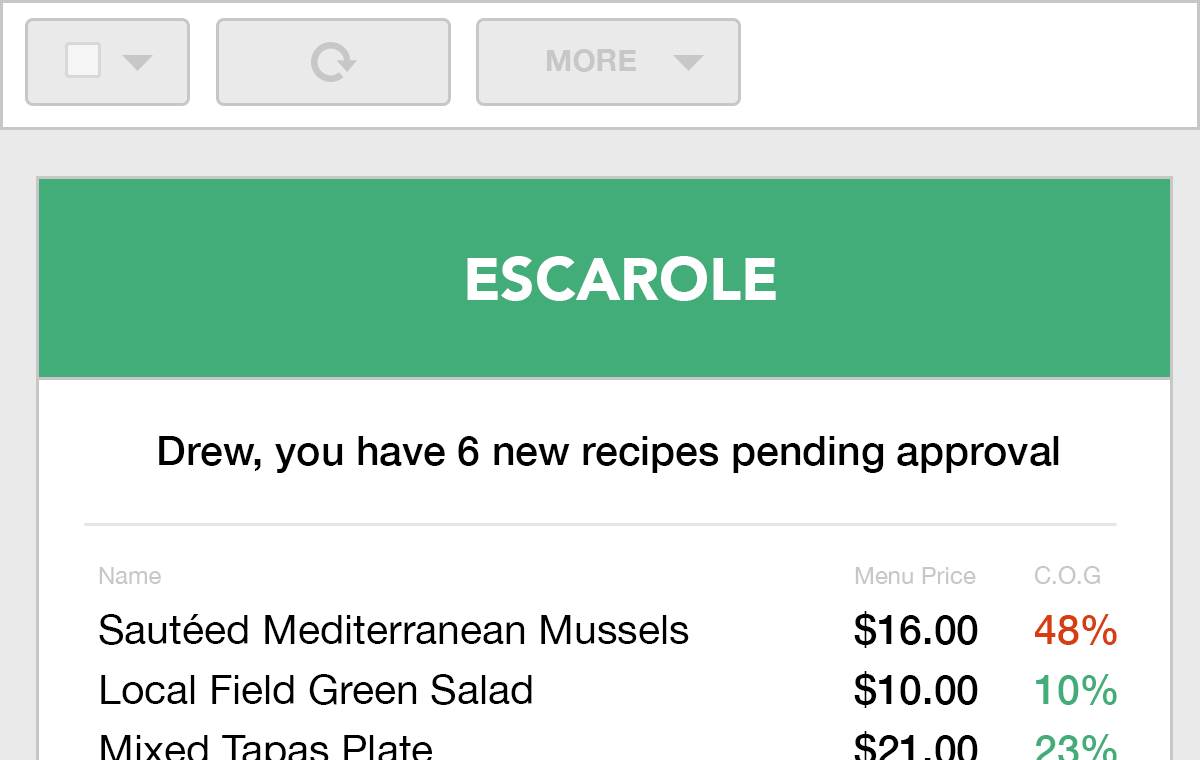 MORE
ESCAROLE
Drew, you have 6 new recipes pending approval
Name Menu Price C.O.G
Sautéed Mediterranean Mussels $16.00 48%
Local Field Green Salad $10.00 10%
Mixed Tapas Plate $21.00 23%